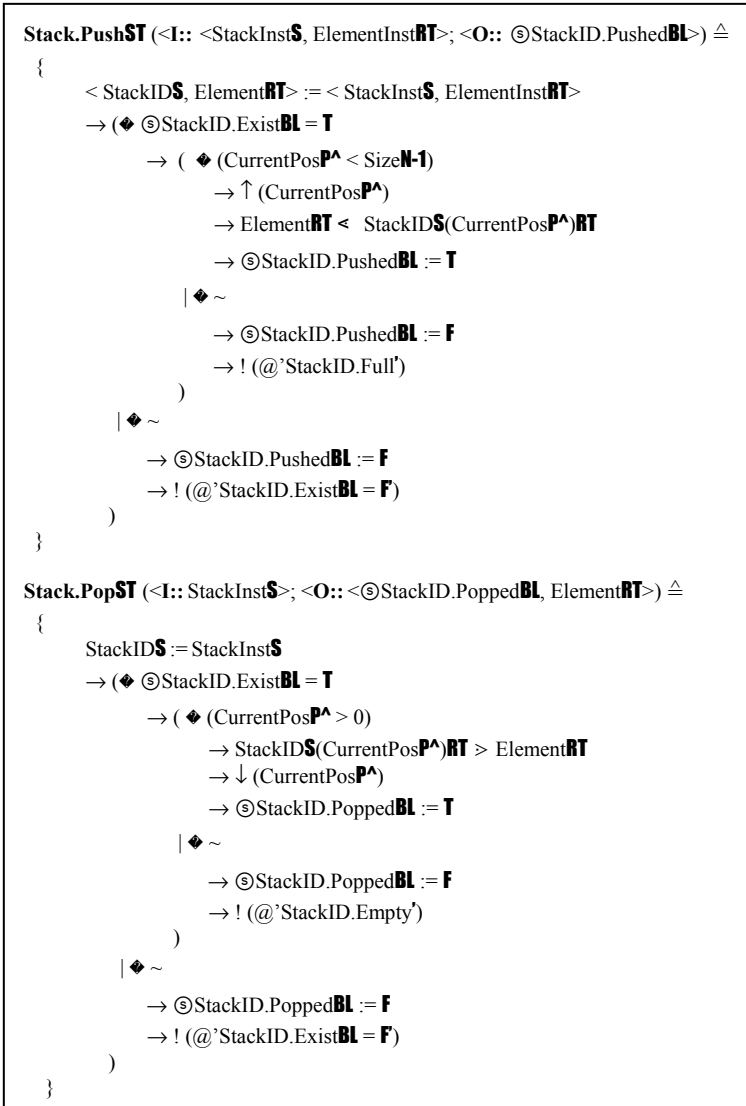 Stack.PushST (<I:: <StackInstS, ElementInstRT>; <O:: ⓢStackID.PushedBL>) ≙
{
< StackIDS, ElementRT> := < StackInstS, ElementInstRT>
→ (� ⓢStackID.ExistBL = T
→ ( � (CurrentPosP^ < SizeN-1)
→ ↑ (CurrentPosP^)
→ ElementRT ⋖ StackIDS(CurrentPosP^)RT
→ ⓢStackID.PushedBL := T
| � ~
→ ⓢStackID.PushedBL := F
→ ! (@’StackID.Full’)
)
| � ~
→ ⓢStackID.PushedBL := F
→ ! (@’StackID.ExistBL = F’)
)
}
Stack.PopST (<I:: StackInstS>; <O:: <ⓢStackID.PoppedBL, ElementRT>) ≙
{
StackIDS := StackInstS
→ (� ⓢStackID.ExistBL = T
→ ( � (CurrentPosP^ > 0)
→ StackIDS(CurrentPosP^)RT ⋗ ElementRT
→ ↓ (CurrentPosP^)
→ ⓢStackID.PoppedBL := T
| � ~
→ ⓢStackID.PoppedBL := F
→ ! (@’StackID.Empty’)
)
| � ~
→ ⓢStackID.PoppedBL := F
→ ! (@’StackID.ExistBL = F’)
)
}